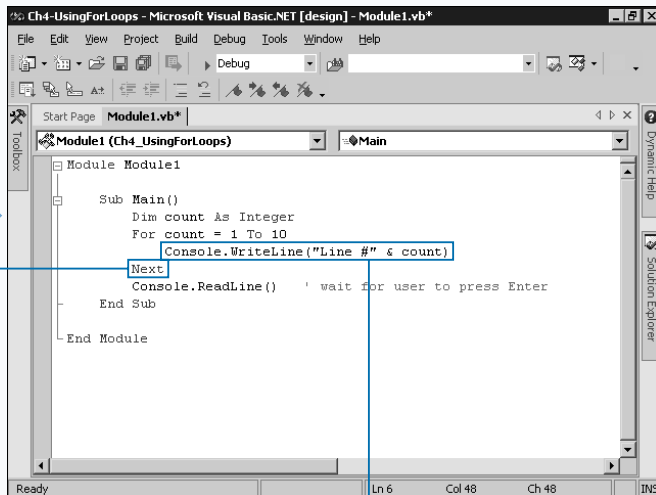 Ch4-UsingForLoops - Microsoft Visual Basic.NET [design] - Module1.vb*
File Edit View Project Build Debug Tools Window Help
Debug
Start Page Module1.vb*
Module1 (Ch4_UsingForLoops) Main
Toolbox
Dynamic Help
Solution Explorer
Module Module1
Sub Main()
Dim count As Integer
For count = 1 To 10
Console.WriteLine("Line #" & count)
Next
Console.ReadLine() ' wait for user to press Enter
End Sub
End Module
Ready Ln 6 Col 48 Ch 48 INS